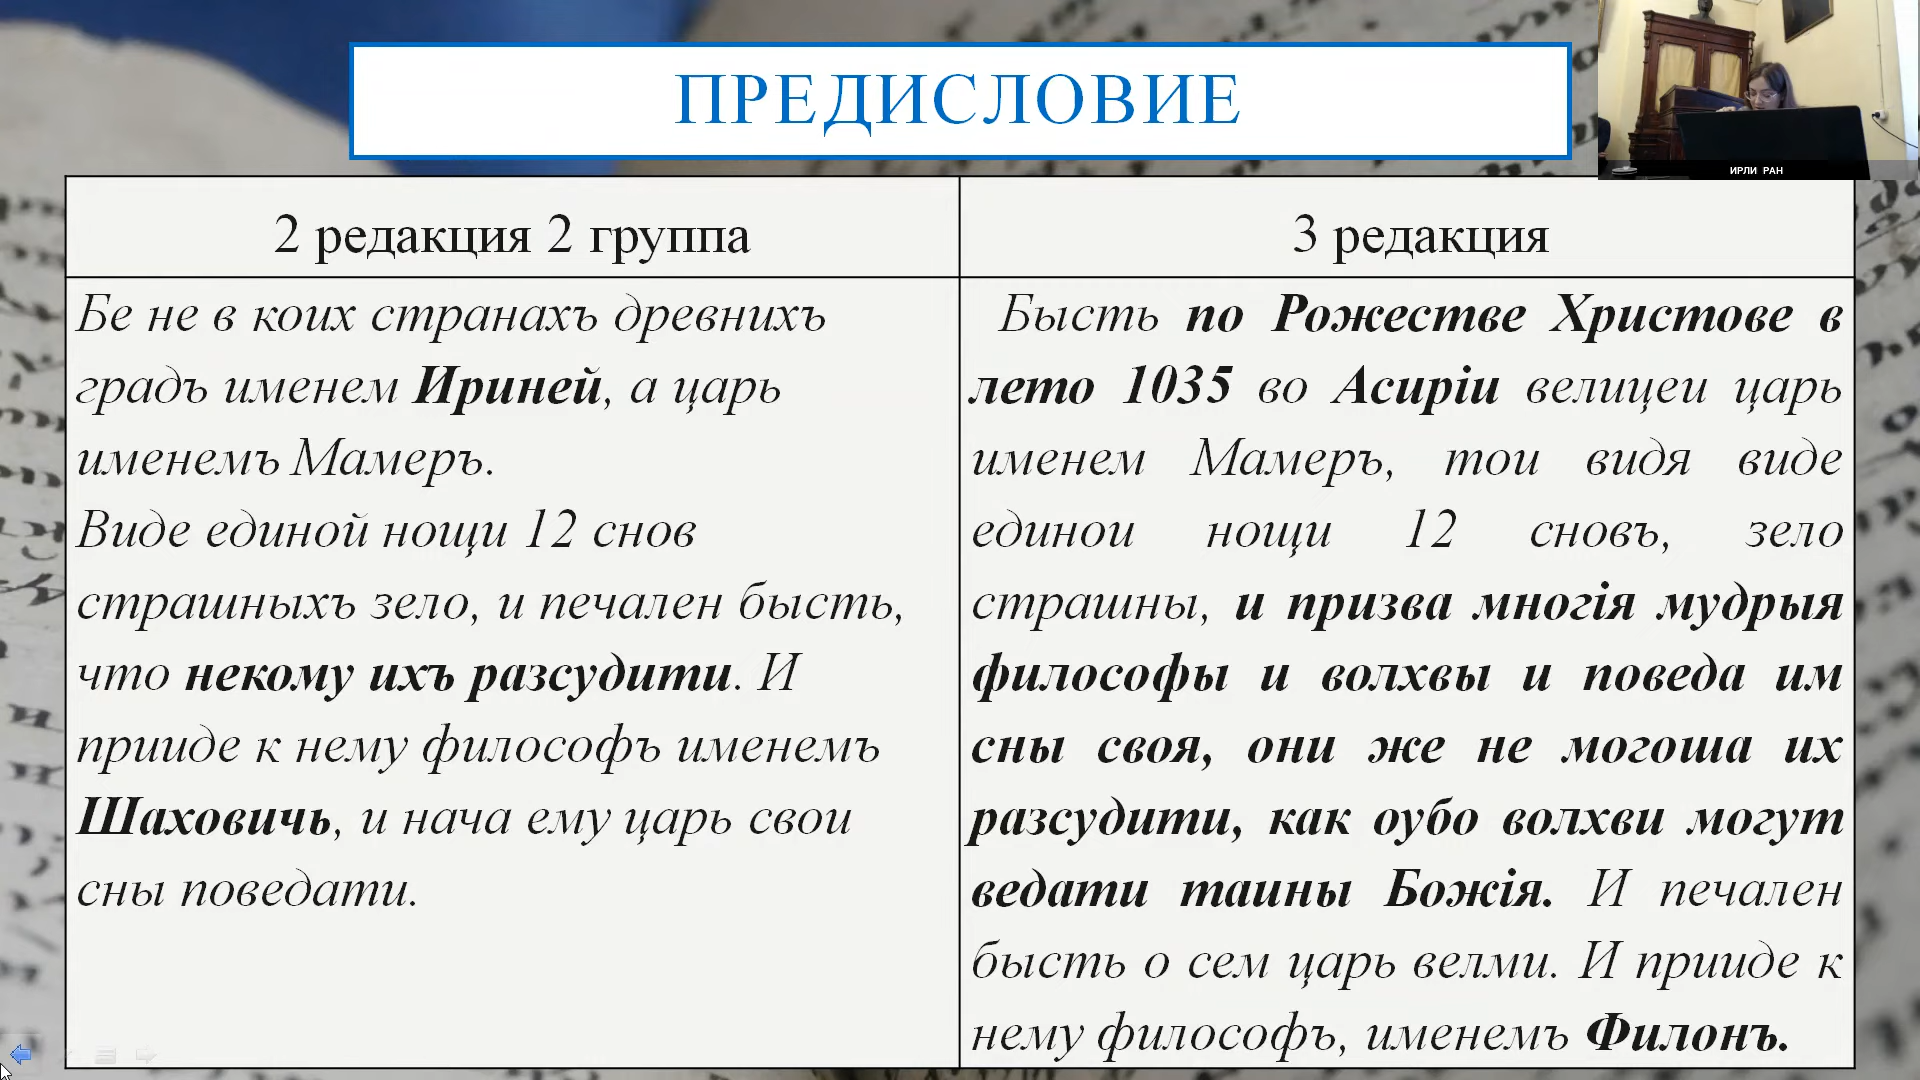 ПРЕДИСЛОВИЕ
ИРЛИ РАН
2 редакция 2 группа
Бе не в коих странахъ древнихъ
градъ именем Ириней, а царь
именемъ Мамеръ.
Виде единой нощи 12 снов
страшныхъ зело, и печален бысть,
что некому ихъ разсудити. И
прииде к нему философъ именемъ
Шаховичь, и нача ему царь свои
сны поведати.
3 редакция
Бысть по Рожестве Христове в
лето 1035 во Асиріи велицеи царь
именем Мамеръ, тои видя виде
единои нощи 12 сновъ, зело
страшны, и призва многія мудрыя
философы и волхвы и поведа им
сны своя, они же не могоша их
разсудити, как оубо волхви могут
ведати таины Божія. И печален
бысть о сем царь велми. И прииде к
нему философъ, именемъ Филонъ.